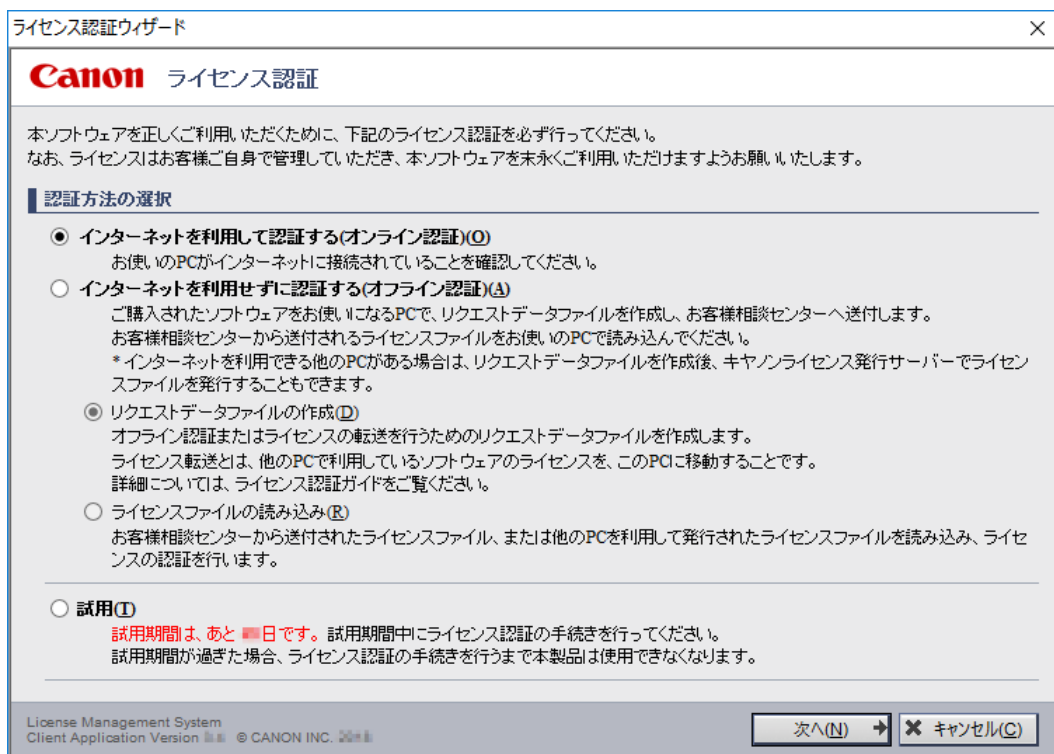 ライセンス認証ウィザード
Canon ライセンス認証
本ソフトウェアを正しくご利用いただくために、下記のライセンス認証を必ず行ってください。
なお、ライセンスはお客様ご自身で管理していただき、本ソフトウェアを末永くご利用いただけますようお願いいたします。
認証方法の選択
インターネットを利用して認証する(オンライン認証)(O)
お使いのPCがインターネットに接続されていることを確認してください。
インターネットを利用せずに認証する(オフライン認証)(A)
ご購入されたソフトウェアをお使いになるPCで、リクエストデータファイルを作成し、お客様相談センターへ送付します。
お客様相談センターから送付されるライセンスファイルをお使いのPCで読み込んでください。
* インターネットを利用できる他のPCがある場合は、リクエストデータファイルを作成後、キヤノンライセンス発行サーバーでライセン
スファイルを発行することもできます。
リクエストデータファイルの作成(D)
オフライン認証またはライセンスの転送を行うためのリクエストデータファイルを作成します。
ライセンス転送とは、他のPCで利用しているソフトウェアのライセンスを、このPCに移動することです。
詳細については、ライセンス認証ガイドをご覧ください。
ライセンスファイルの読み込み(R)
お客様相談センターから送付されたライセンスファイル、または他のPCを利用して発行されたライセンスファイルを読み込み、ライセ
ンスの認証を行います。
試用(T)
試用期間は、あと 日です。試用期間中にライセンス認証の手続きを行ってください。
試用期間が過ぎた場合、ライセンス認証の手続きを行うまで本製品は使用できなくなります。
License Management System
Client Application Version © CANON INC.
次へ(N)
キャンセル(C)